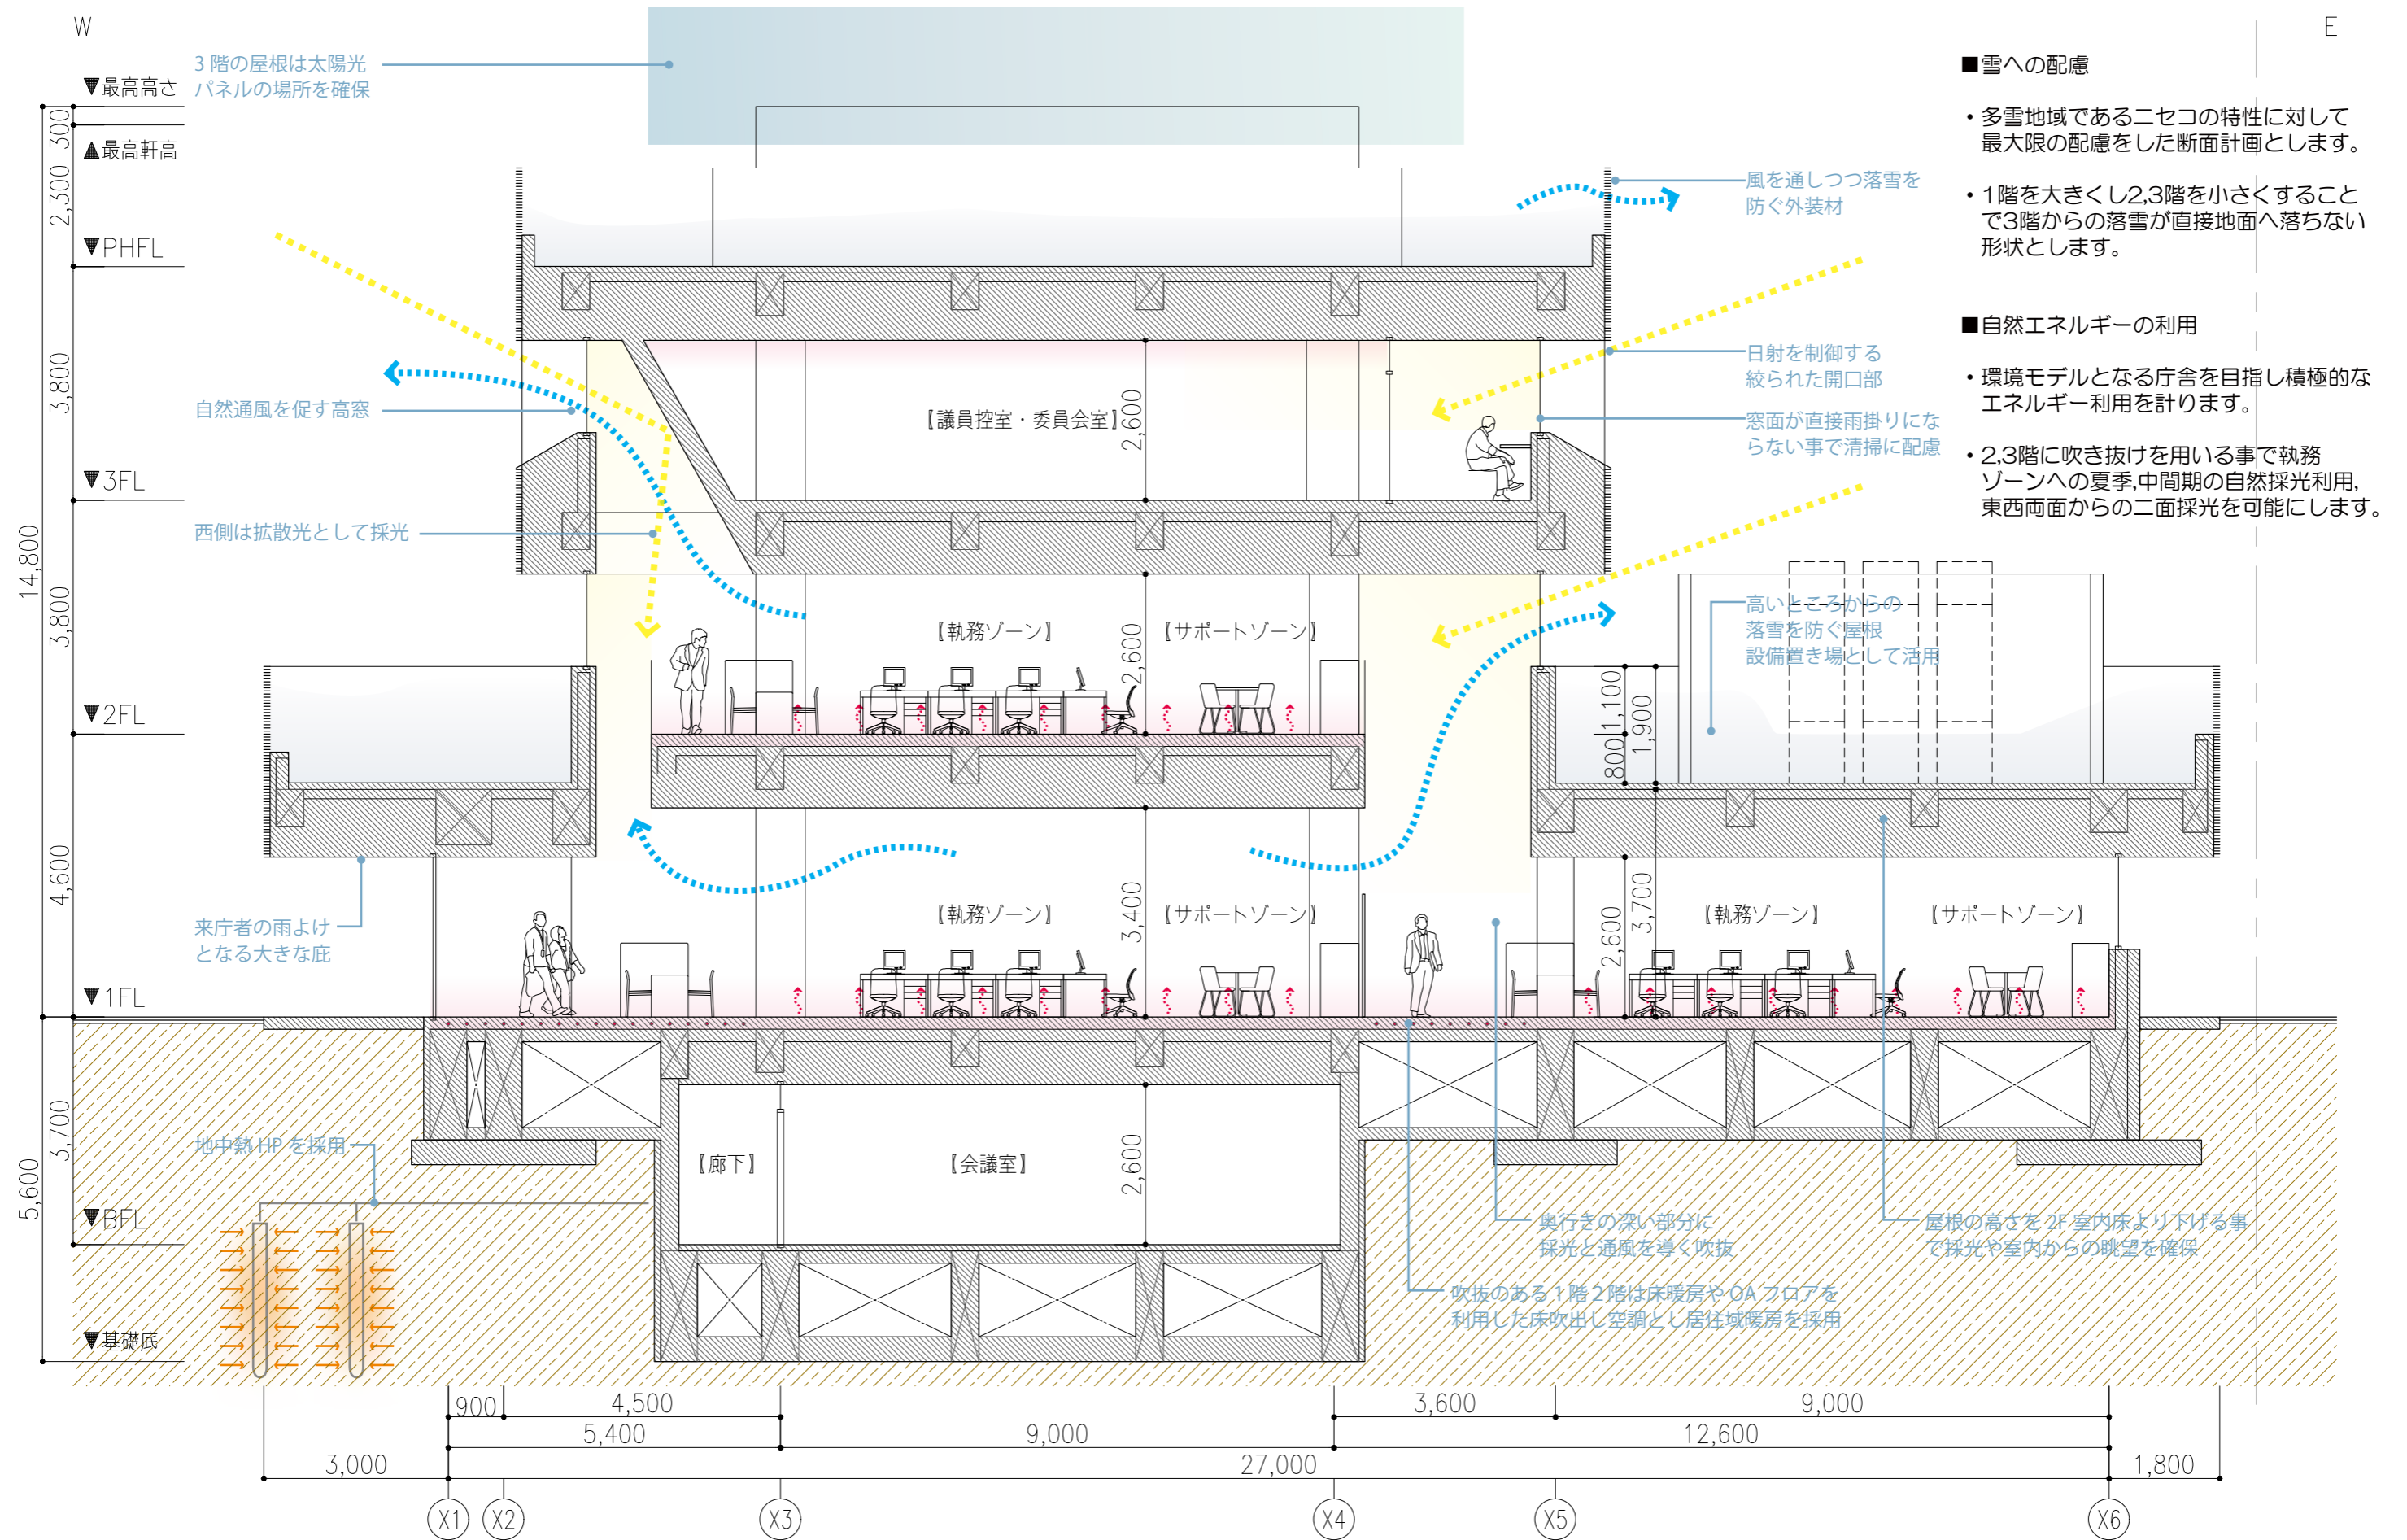 W
E
3 階の屋根は太陽光
パネルの場所を確保
▼最高高さ
300
▲最高軒高
2,300
▼PHFL
3,800
▼3FL
14,800
3,800
▼2FL
4,600
▼1FL
3,700
5,600
▼BFL
▼基礎底
自然通風を促す高窓
西側は拡散光として採光
来庁者の雨よけ
となる大きな庇
地中熱 HP を採用
【議員控室・委員会室】
2,600
【執務ゾーン】
2,600
【サポートゾーン】
【執務ゾーン】
3,400
【サポートゾーン】
【廊下】
【会議室】
2,600
風を通しつつ落雪を
防ぐ外装材
日射を制御する
絞られた開口部
窓面が直接雨掛りにな
らない事で清掃に配慮
高いところからの
落雪を防ぐ屋根
設備置き場として活用
1,100
800
1,900
2,600
3,700
【執務ゾーン】
【サポートゾーン】
奥行きの深い部分に
採光と通風を導く吹抜
屋根の高さを 2F 室内床より下げる事
で採光や室内からの眺望を確保
吹抜のある 1 階 2 階は床暖房や OA フロアを
利用した床吹出し空調とし居住域暖房を採用
■雪への配慮
・多雪地域であるニセコの特性に対して
最大限の配慮をした断面計画とします。
・1階を大きくし2,3階を小さくすること
で3階からの落雪が直接地面へ落ちない
形状とします。
■自然エネルギーの利用
・環境モデルとなる庁舎を目指し積極的な
エネルギー利用を計ります。
・2,3階に吹き抜けを用いる事で執務
ゾーンへの夏季,中間期の自然採光利用,
東西両面からの二面採光を可能にします。
900
4,500
3,600
9,000
5,400
9,000
12,600
3,000
27,000
1,800
X1
X2
X3
X4
X5
X6